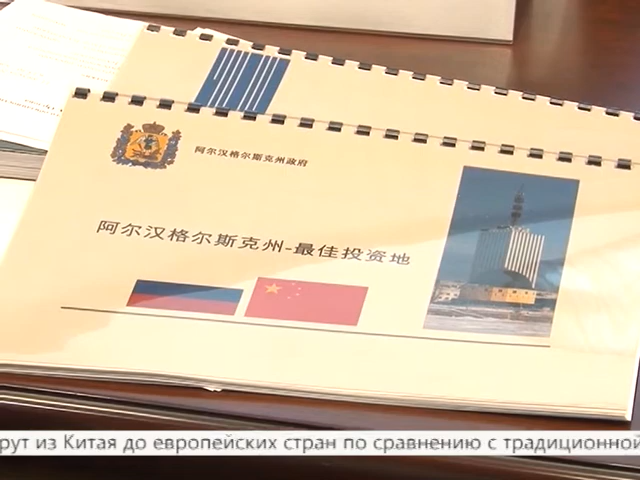 阿尔汉格尔斯克州政府
阿尔汉格尔斯克州-最佳投资地
рут из Китая до европейских стран по сравнению с традиционной